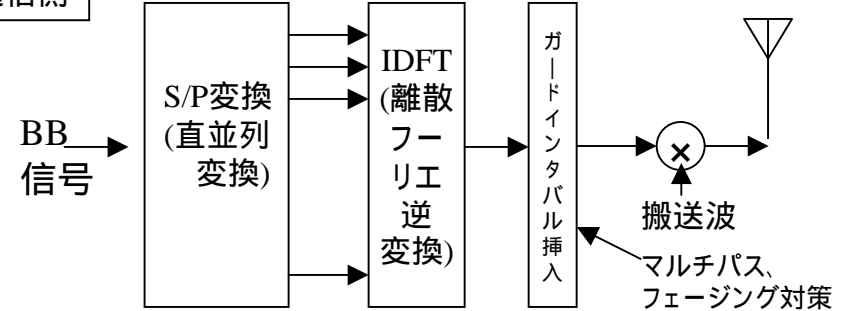 BB
信号
S/P変換
(直並列
変換)
IDFT
(離散
フー
リエ
逆
変換)
ガードインタバル挿入
搬送波
マルチパス、
フェージング対策